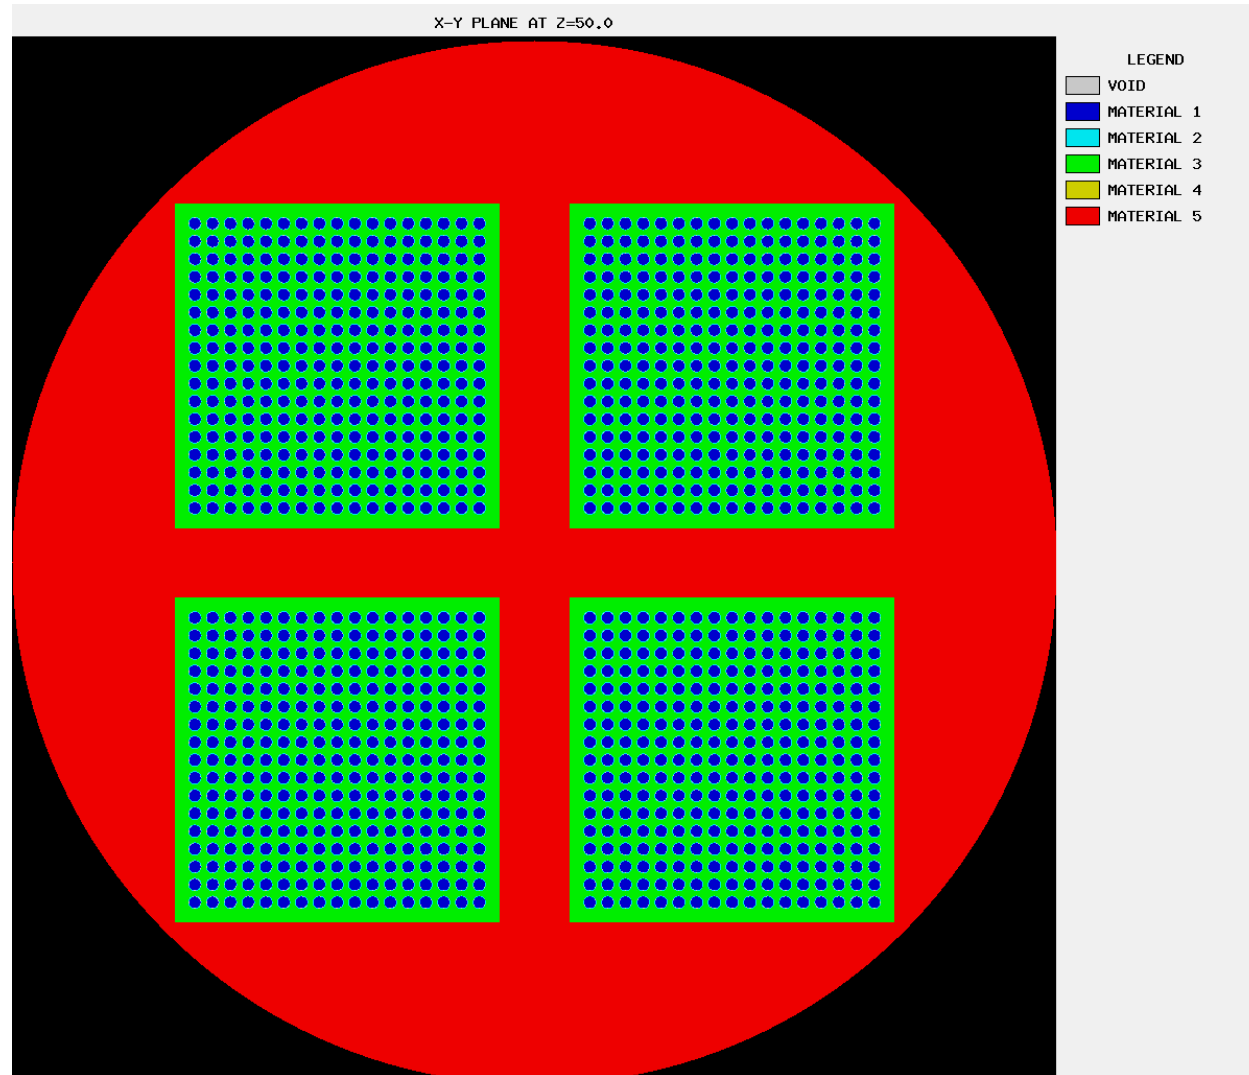 X-Y PLANE AT Z=50.0
LEGEND
VOID
MATERIAL 1
MATERIAL 2
MATERIAL 3
MATERIAL 4
MATERIAL 5